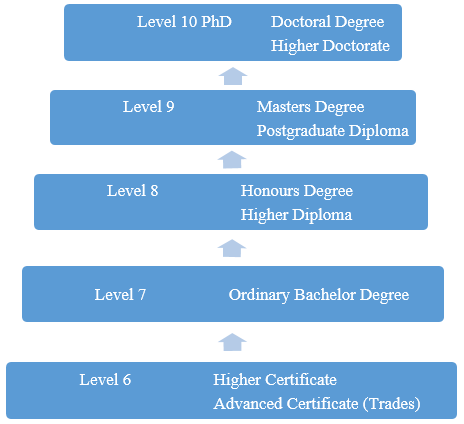 Level 10 PhD Doctoral Degree
Higher Doctorate
Level 9 Masters Degree
Postgraduate Diploma
Level 8 Honours Degree
Higher Diploma
Level 7 Ordinary Bachelor Degree
Level 6 Higher Certificate
Advanced Certificate (Trades)